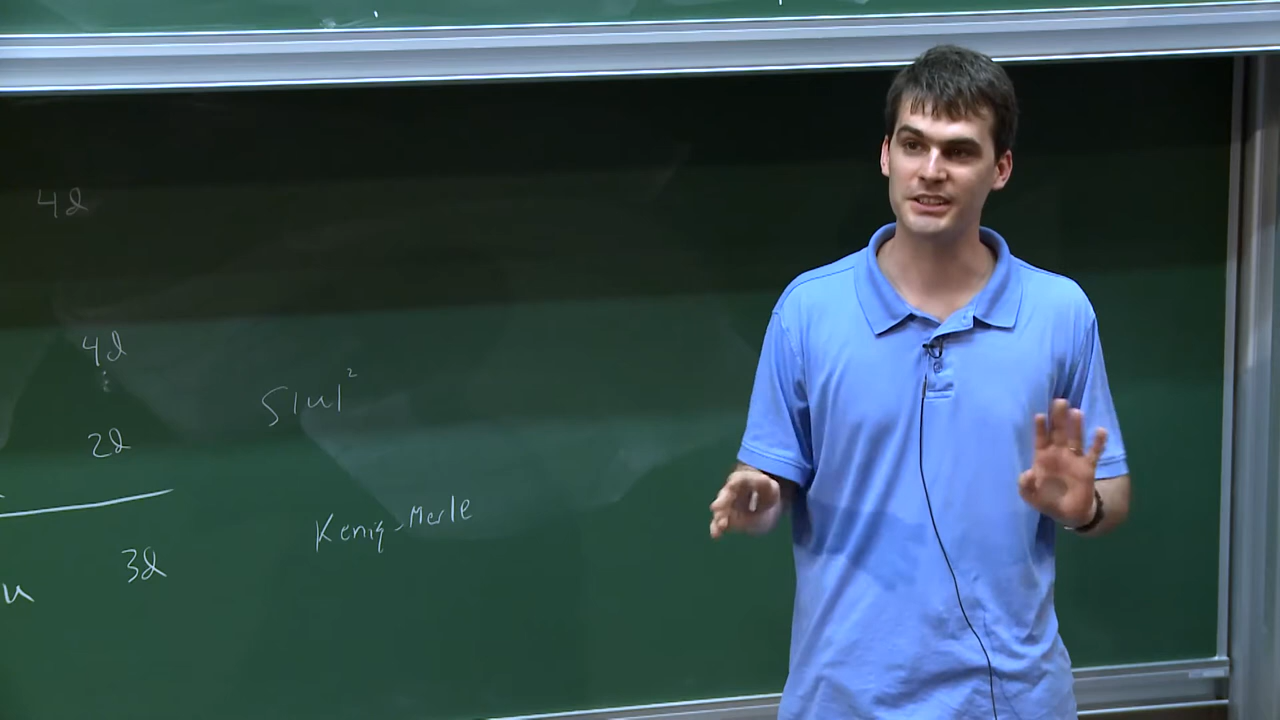 4d
4d
⋮
2d
∫|u|²
Kenig-Merle
u 3d